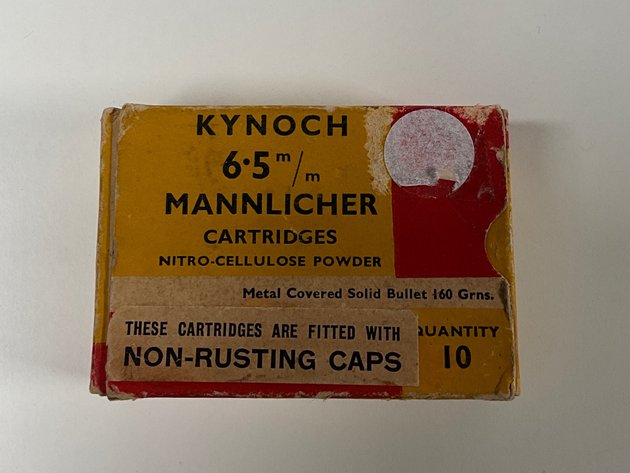 KYNOCH
6·5 m/m
MANNLICHER
CARTRIDGES
NITRO-CELLULOSE POWDER
Metal Covered Solid Bullet 160 Grns.
THESE CARTRIDGES ARE FITTED WITH
NON-RUSTING CAPS
QUANTITY
10